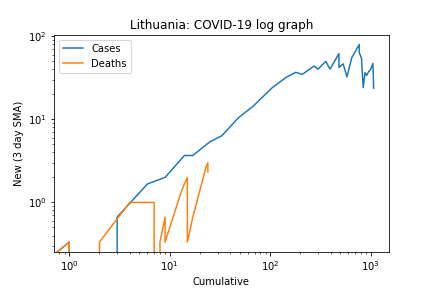 Lithuania: COVID-19 log graph
Cases
Deaths
New (3 day SMA)
10²
10¹
10⁰
10⁰ 10¹ 10² 10³
Cumulative